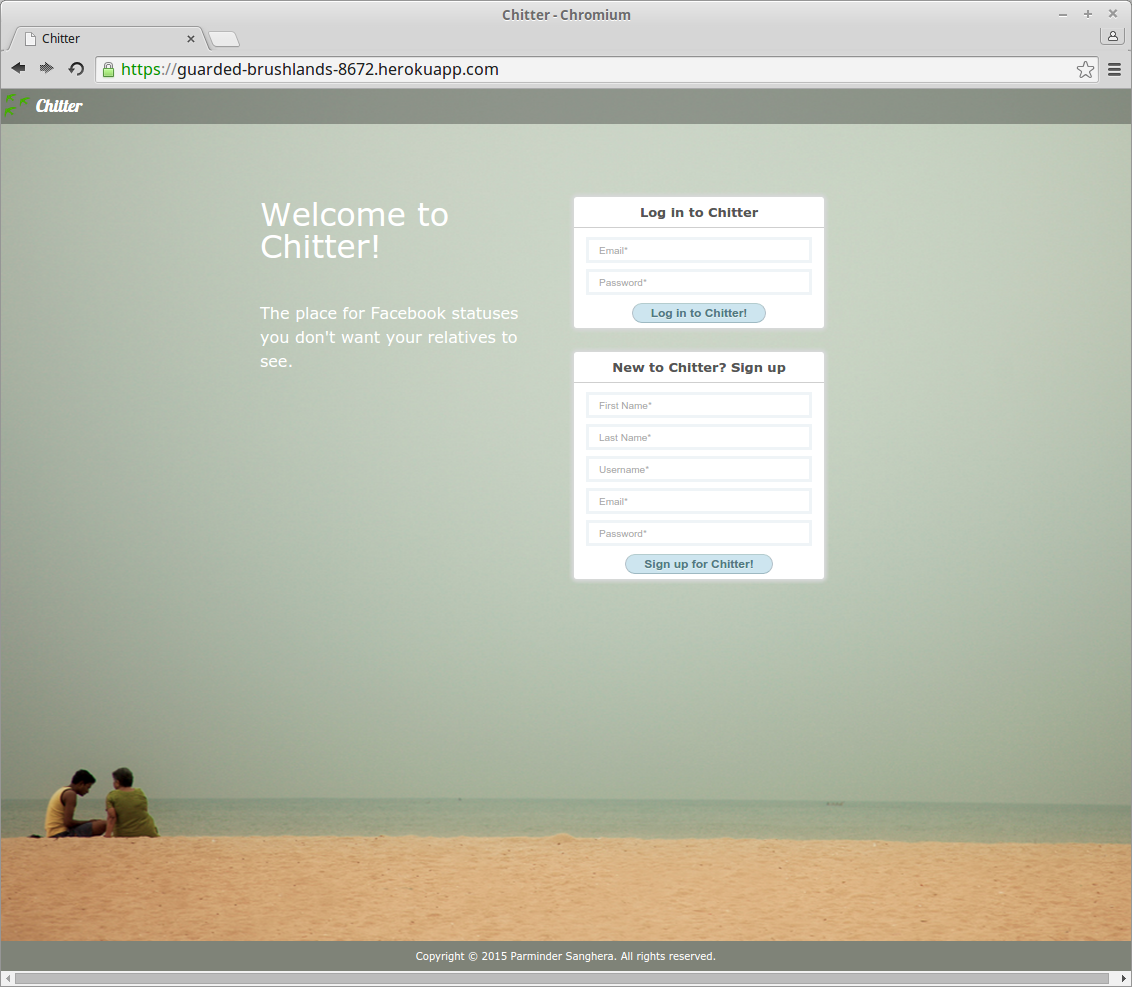 Chitter - Chromium
Chitter
https://guarded-brushlands-8672.herokuapp.com
Chitter
Welcome to
Chitter!
The place for Facebook statuses
you don't want your relatives to
see.
Log in to Chitter
Email*
Password*
Log in to Chitter!
New to Chitter? Sign up
First Name*
Last Name*
Username*
Email*
Password*
Sign up for Chitter!
Copyright © 2015 Parminder Sanghera. All rights reserved.